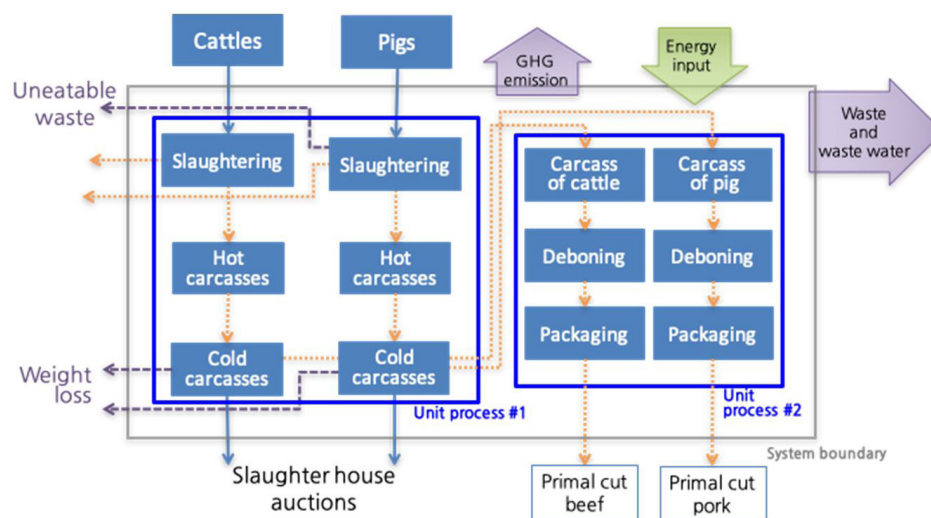 Cattles
Pigs
GHG
emission
Energy
input
Uneatable
waste
Waste
and
waste water
Slaughtering
Slaughtering
Carcass
of cattle
Carcass
of pig
Hot
carcasses
Hot
carcasses
Deboning
Deboning
Packaging
Packaging
Cold
carcasses
Cold
carcasses
Weight
loss
Unit process #1
Unit
process #2
System boundary
Slaughter house
auctions
Primal cut
beef
Primal cut
pork